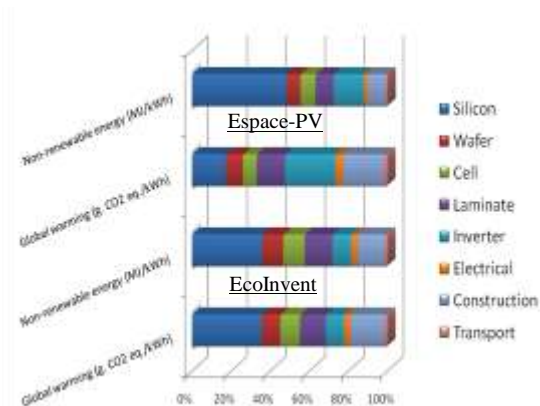 Non-renewable energy (MJ/kWh)
Espace-PV
Global warming (g. CO2 eq./kWh)
Non-renewable energy (MJ/kWh)
EcoInvent
Global warming (g. CO2 eq./kWh)
0% 20% 40% 60% 80% 100%
Silicon
Wafer
Cell
Laminate
Inverter
Electrical
Construction
Transport